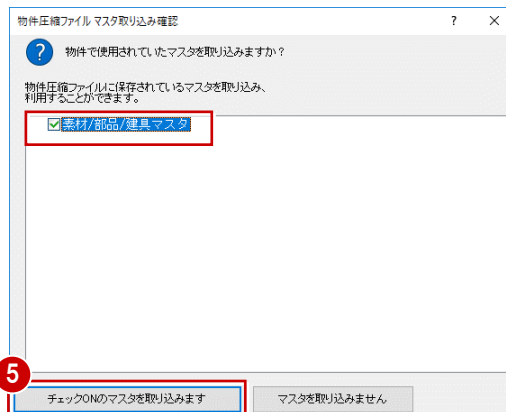 物件圧縮ファイル マスタ取り込み確認
? ×
?
物件で使用されていたマスタを取り込みますか？
物件圧縮ファイルに保存されているマスタを取り込み、
利用することができます。
素材/部品/建具マスタ
5
チェックONのマスタを取り込みます
マスタを取り込みません